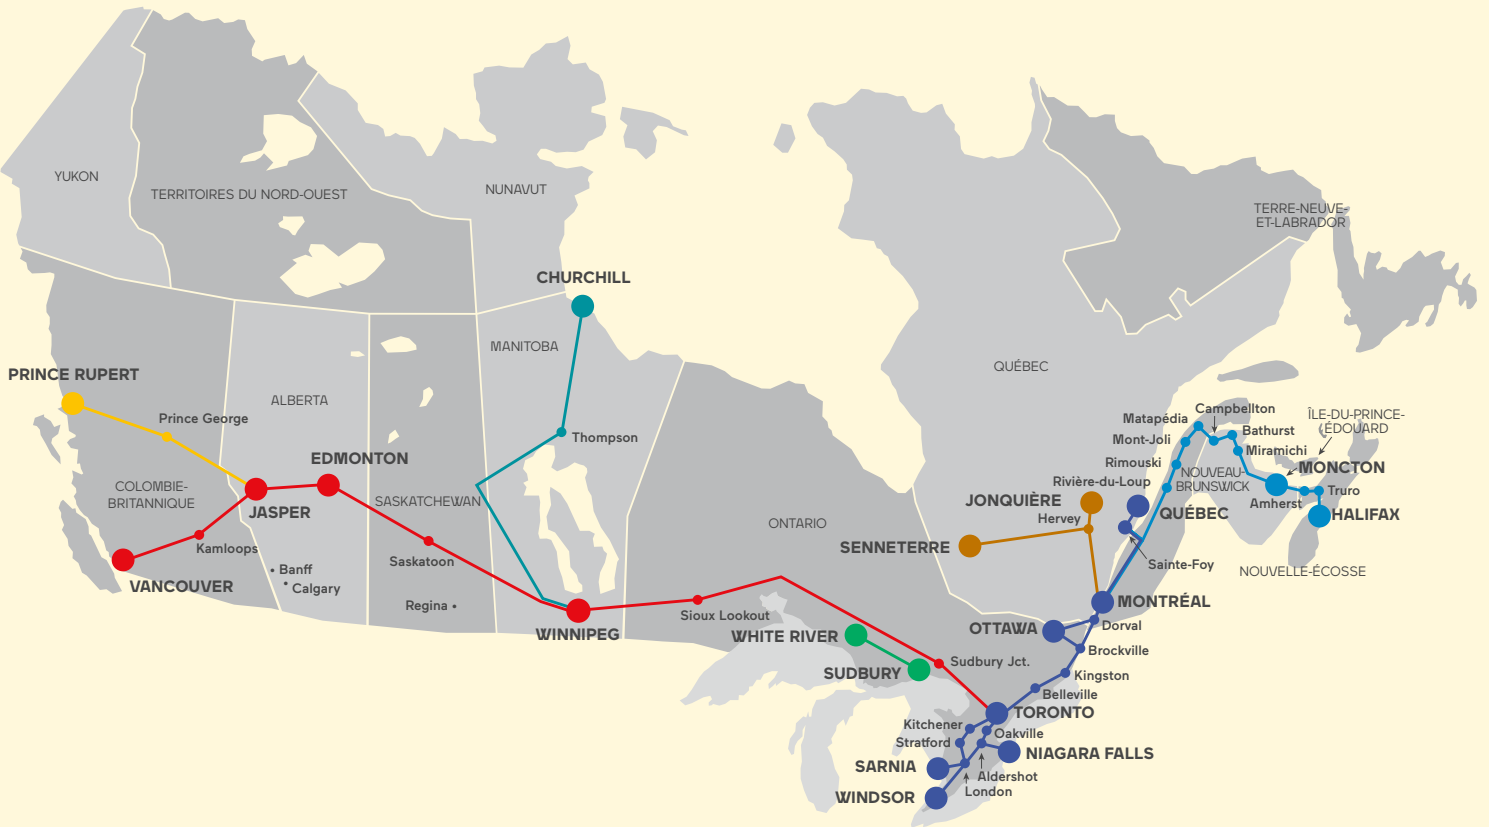 YUKON
TERRITOIRES DU NORD-OUEST
NUNAVUT
TERRE-NEUVE-
ET-LABRADOR
CHURCHILL
MANITOBA
QUÉBEC
PRINCE RUPERT
ALBERTA
Prince George
Campbellton
Matapédia
ÎLE-DU-PRINCE-
ÉDOUARD
Bathurst
Mont-Joli
Thompson
Miramichi
EDMONTON
Rimouski
MONCTON
NOUVEAU-
BRUNSWICK
Rivière-du-Loup
COLOMBIE-
BRITANNIQUE
SASKATCHEWAN
JONQUIÈRE
Truro
Amherst
JASPER
QUÉBEC
HALIFAX
Hervey
ONTARIO
Kamloops
SENNETERRE
Saskatoon
Sainte-Foy
Banff
NOUVELLE-ÉCOSSE
VANCOUVER
Calgary
Regina
MONTRÉAL
Sioux Lookout
WINNIPEG
WHITE RIVER
OTTAWA
Dorval
Brockville
Sudbury Jct.
SUDBURY
Kingston
Belleville
TORONTO
Kitchener
Oakville
Stratford
NIAGARA FALLS
SARNIA
Aldershot
London
WINDSOR